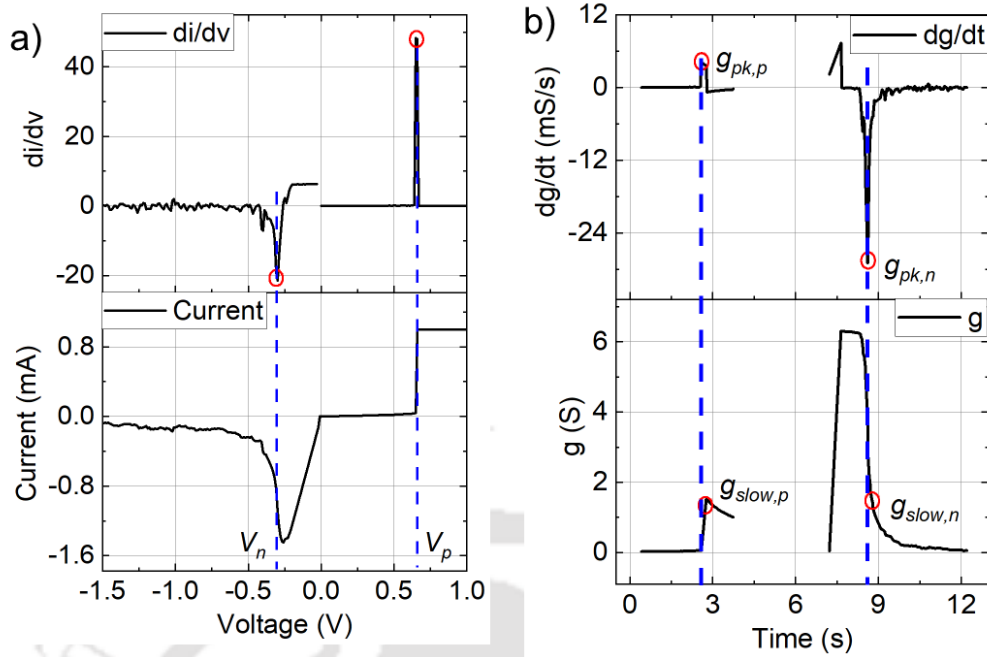 a)
di/dv
40
20
0
-20
di/dv
Current
0.8
0.0
-0.8
-1.6
Current (mA)
Vn
Vp
-1.5 -1.0 -0.5 0.0 0.5 1.0
Voltage (V)
b)
dg/dt
12
0
-12
-24
dg/dt (mS/s)
gpk,p
gpk,n
g
6
4
2
0
g (S)
gslow,p
gslow,n
0 3 6 9 12
Time (s)